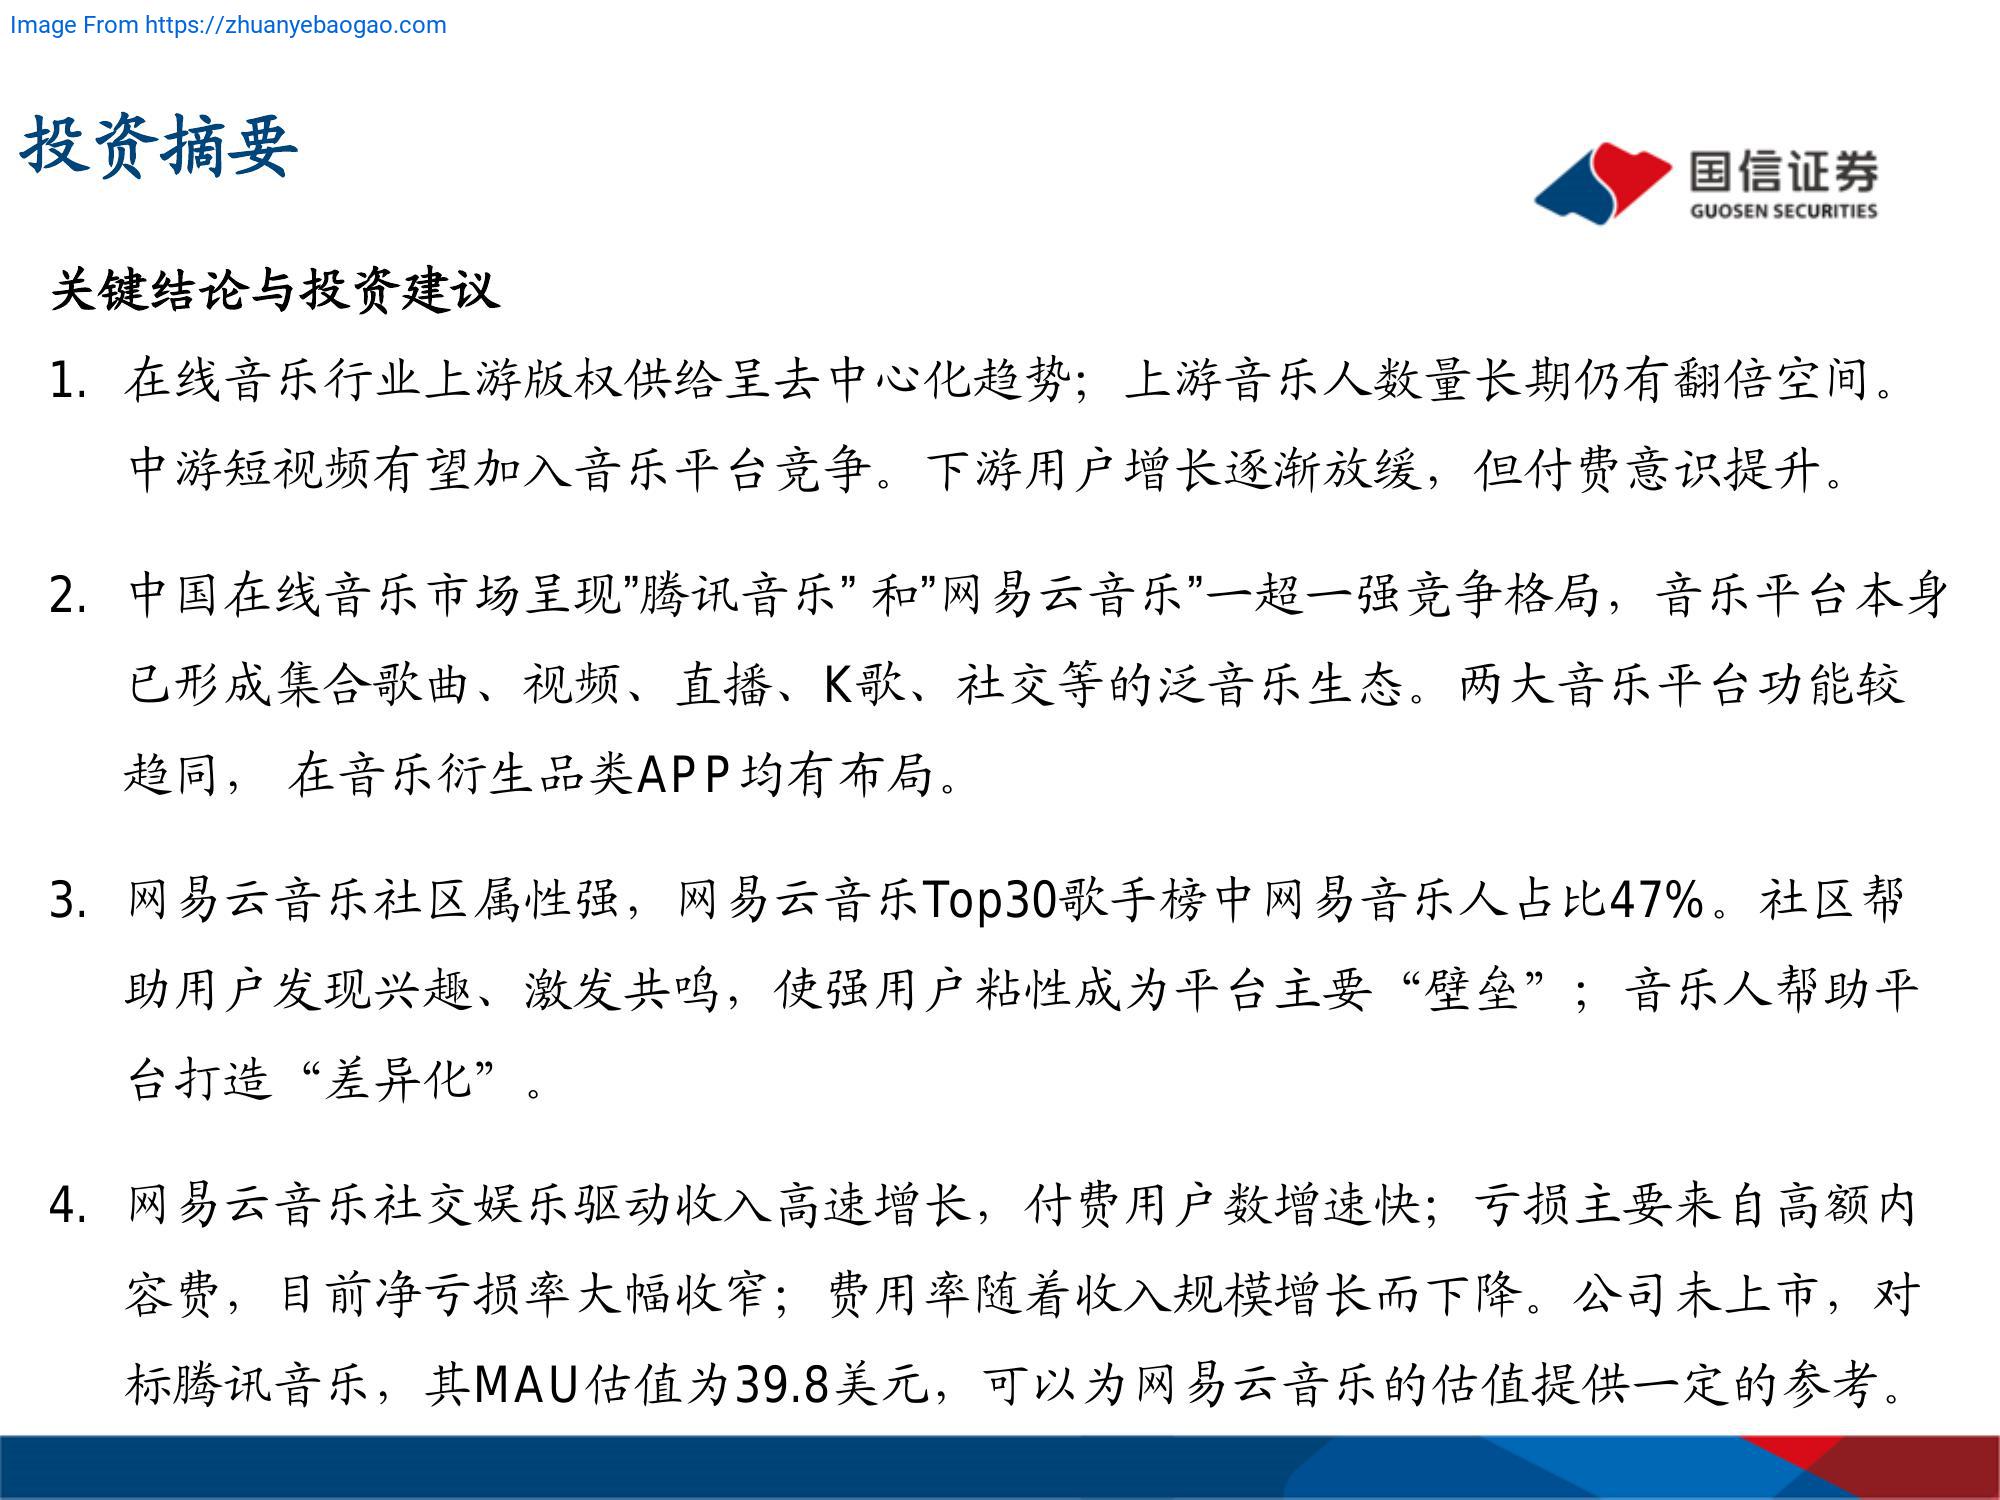 Image From https://zhuanyebaogao.com
投资摘要
国信证券
GUOSEN SECURITIES
关键结论与投资建议
1. 在线音乐行业上游版权供给呈去中心化趋势；上游音乐人数量长期仍有翻倍空间。
中游短视频有望加入音乐平台竞争。下游用户增长逐渐放缓，但付费意识提升。
2. 中国在线音乐市场呈现”腾讯音乐” 和”网易云音乐”一超一强竞争格局，音乐平台本身
已形成集合歌曲、视频、直播、K歌、社交等的泛音乐生态。两大音乐平台功能较
趋同， 在音乐衍生品类APP均有布局。
3. 网易云音乐社区属性强，网易云音乐Top30歌手榜中网易音乐人占比47%。社区帮
助用户发现兴趣、激发共鸣，使强用户粘性成为平台主要“壁垒”；音乐人帮助平
台打造“差异化”。
4. 网易云音乐社交娱乐驱动收入高速增长，付费用户数增速快；亏损主要来自高额内
容费，目前净亏损率大幅收窄；费用率随着收入规模增长而下降。公司未上市，对
标腾讯音乐，其MAU估值为39.8美元，可以为网易云音乐的估值提供一定的参考。